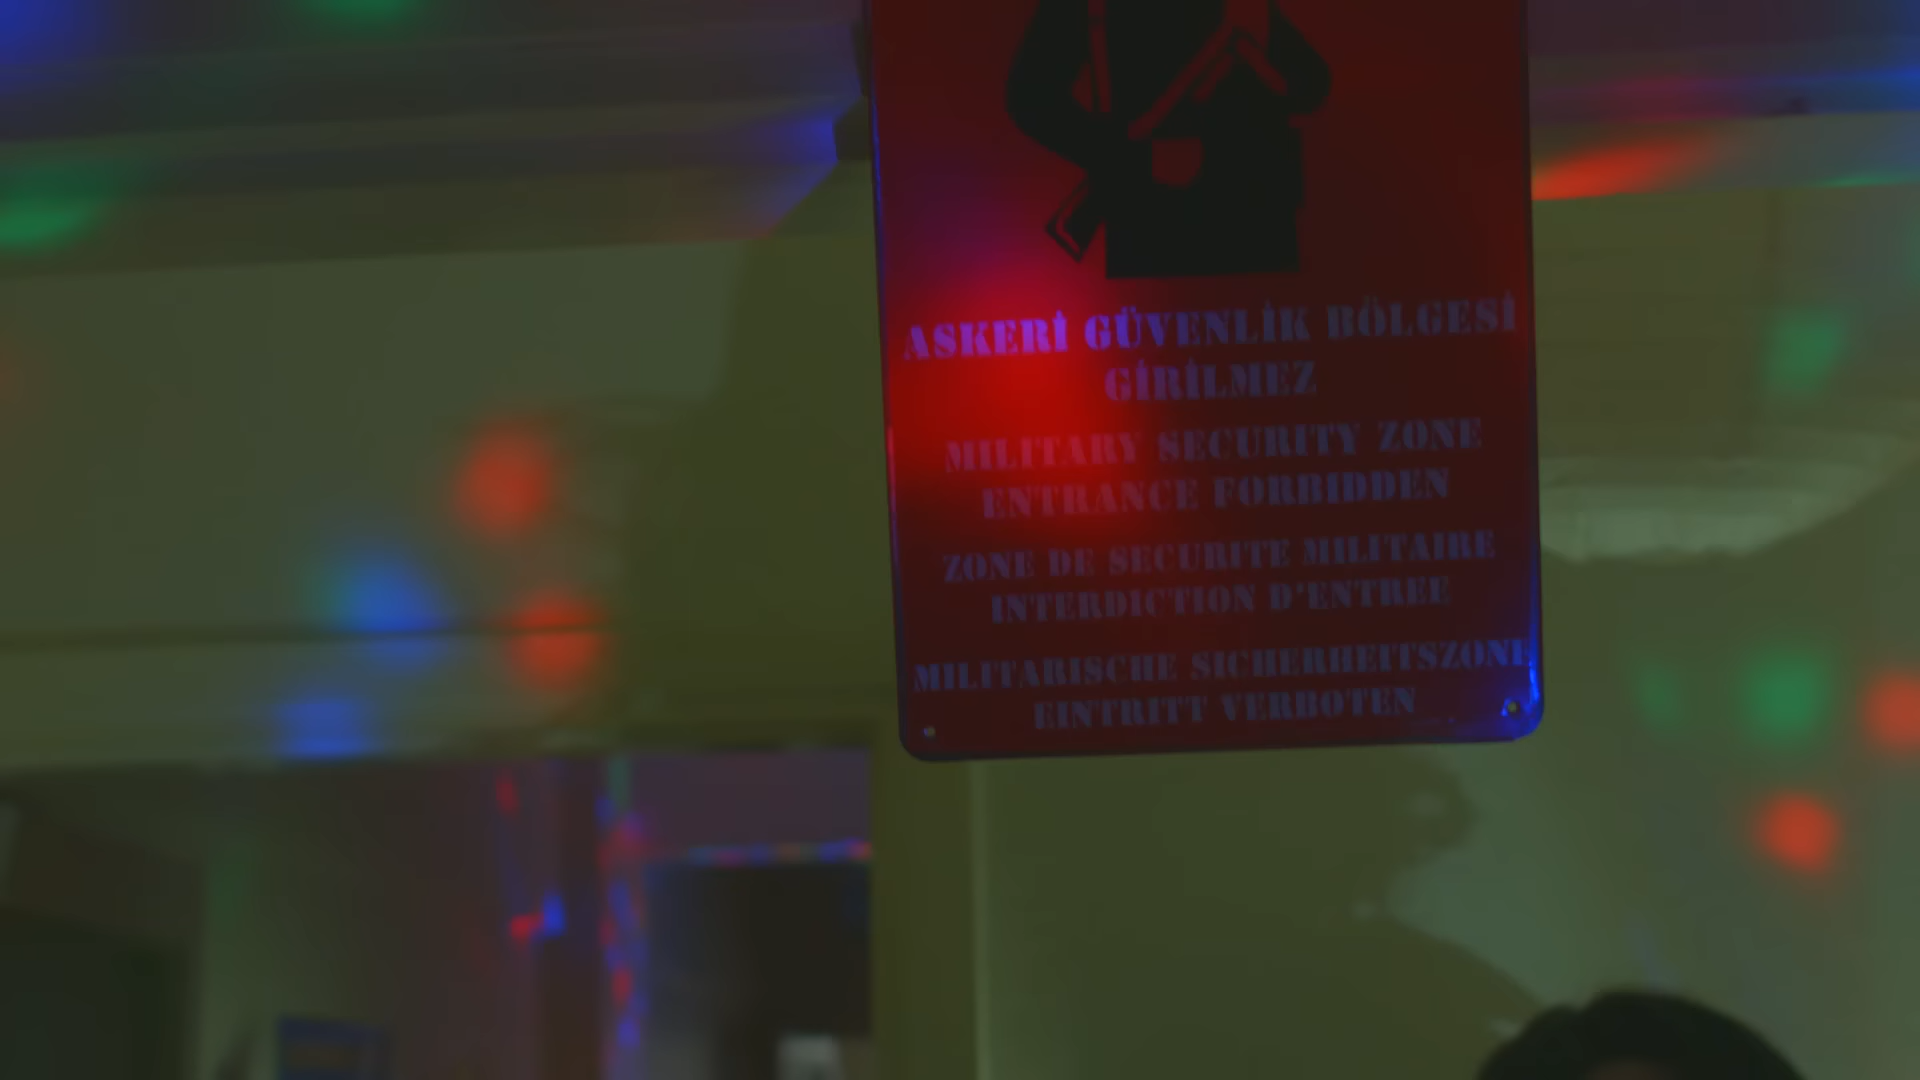 ASKERİ GÜVENLİK BÖLGESİ
GİRİLMEZ
MILITARY SECURITY ZONE
ENTRANCE FORBIDDEN
ZONE DE SECURITE MILITAIRE
INTERDICTION D'ENTREE
MILITARISCHE SICHERHEITSZONE
EINTRITT VERBOTEN